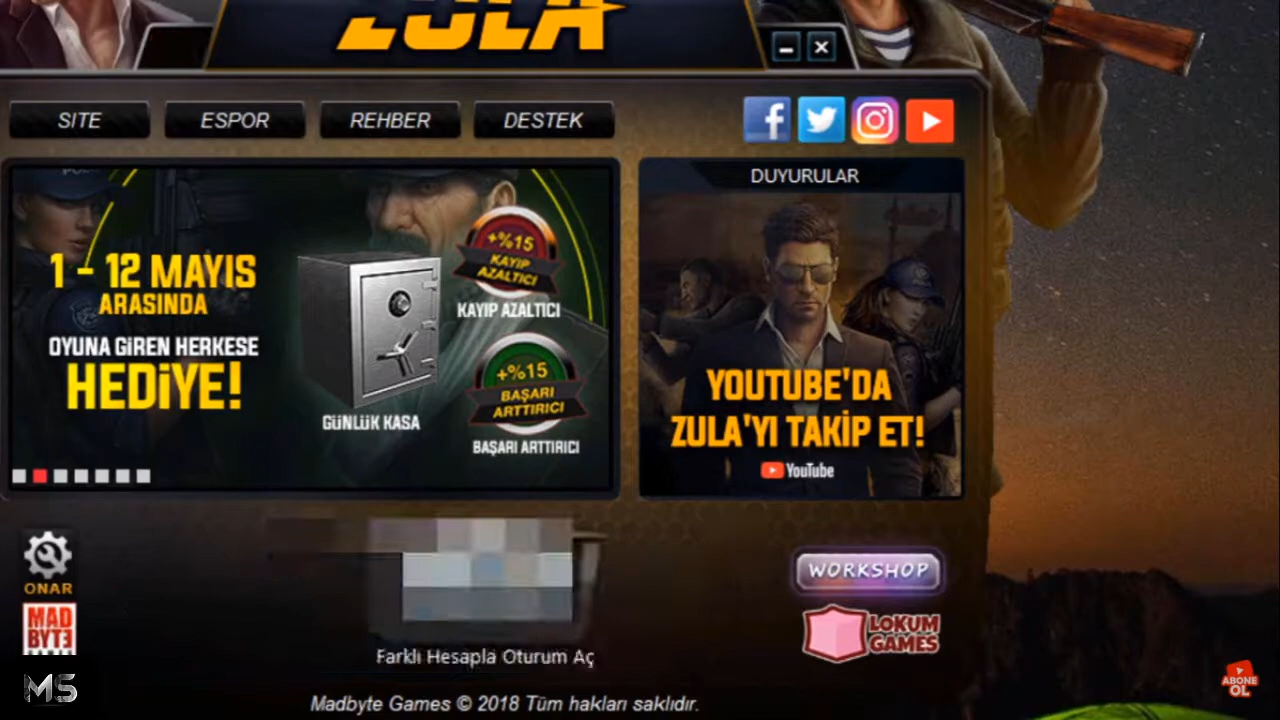 ZULA
SITE ESPOR REHBER DESTEK
1 - 12 MAYIS
ARASINDA
OYUNA GİREN HERKESE
HEDİYE!
GÜNLÜK KASA
+%15
KAYIP
AZALTICI
KAYIP AZALTICI
+%15
BAŞARI
ARTTIRICI
BAŞARI ARTTIRICI
DUYURULAR
YOUTUBE'DA
ZULA'YI TAKİP ET!
YouTube
ONAR
MAD
BYTE
WORKSHOP
LOKUM
GAMES
Farklı Hesapla Oturum Aç
MS
Madbyte Games © 2018 Tüm hakları saklıdır.
ABONE
OL